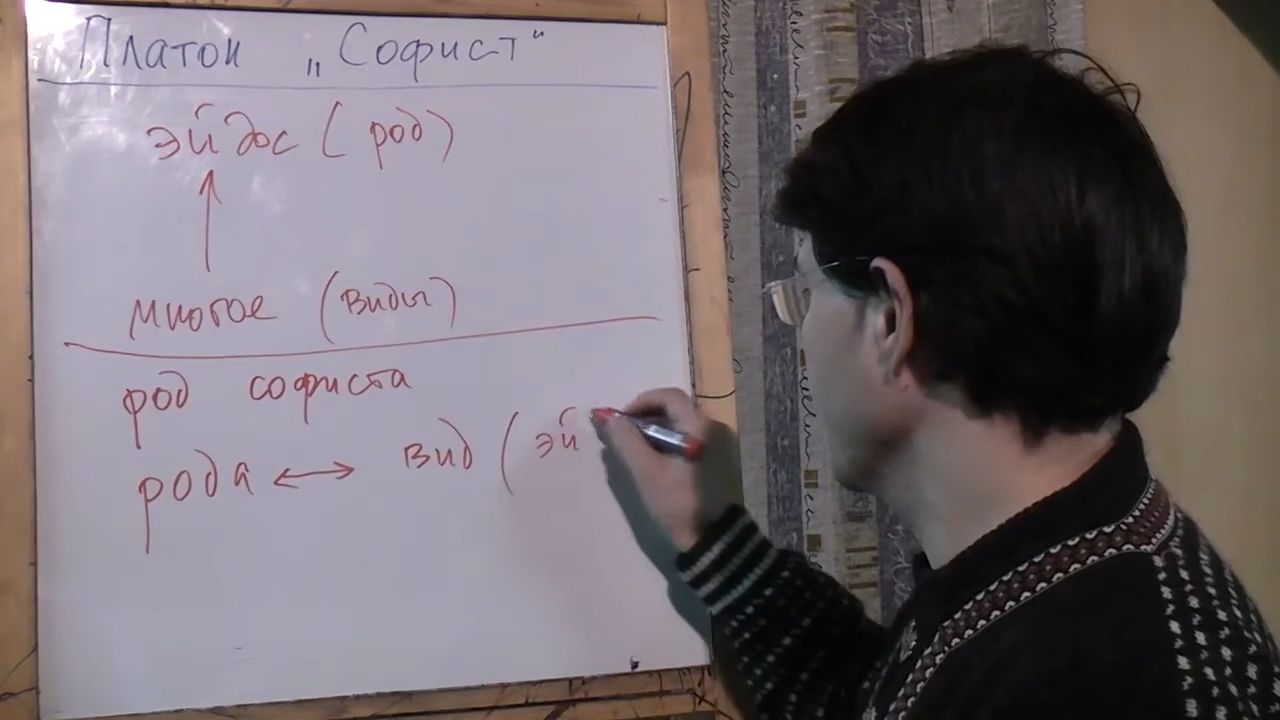 Платон „Софист"
эйдос (род)
многое (виды)
род софиста
рода ↔ вид (эй